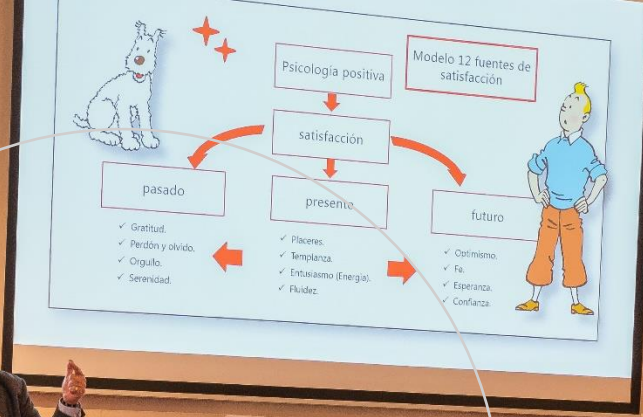 Psicología positiva
Modelo 12 fuentes de
satisfacción
satisfacción
pasado
✓ Gratitud.
✓ Perdón y olvido.
✓ Orgullo.
✓ Serenidad.
presente
✓ Placeres.
✓ Templanza.
✓ Entusiasmo (Energía).
✓ Fluidez.
futuro
✓ Optimismo.
✓ Fe.
✓ Esperanza.
✓ Confianza.